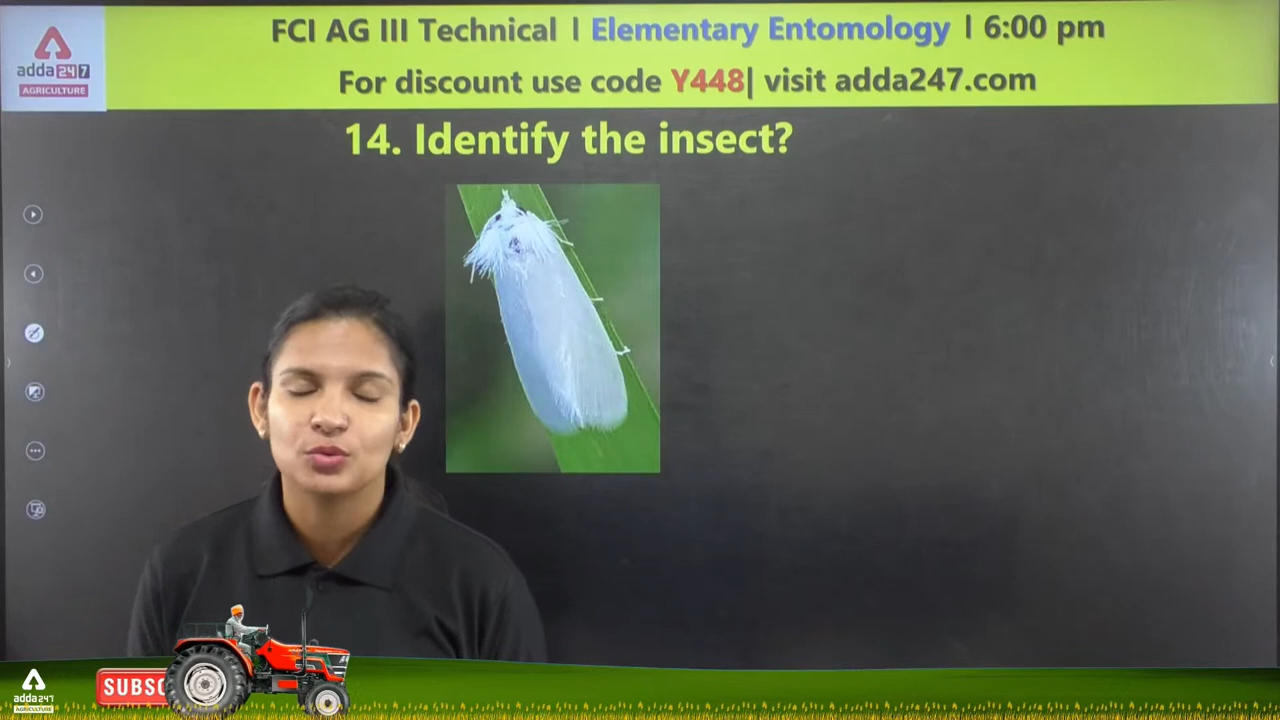 FCI AG III Technical I Elementary Entomology I 6:00 pm
adda247
AGRICULTURE
For discount use code Y448| visit adda247.com
14. Identify the insect?
adda247
AGRICULTURE
SUBSC